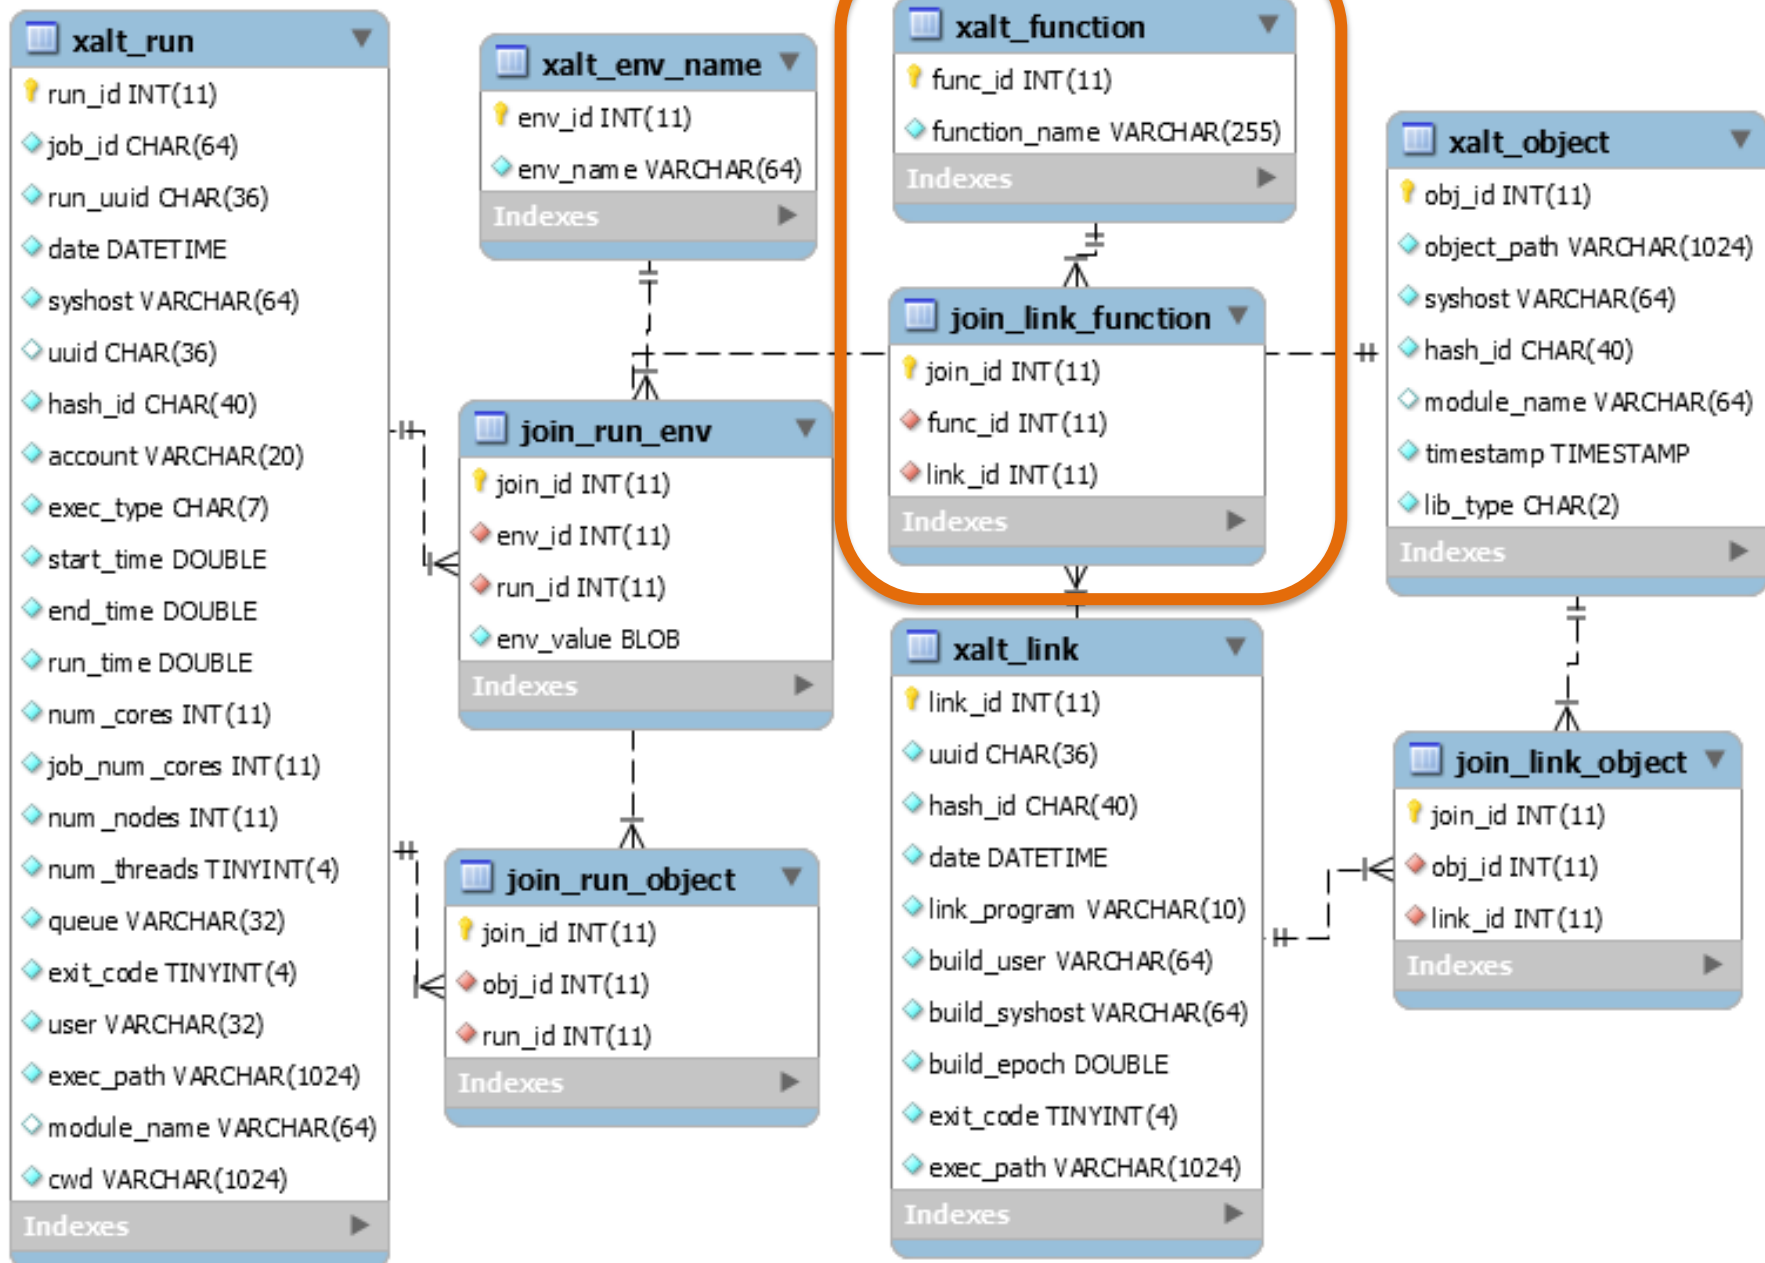 xalt_run
run_id INT(11)
job_id CHAR(64)
run_uuid CHAR(36)
date DATETIME
syshost VARCHAR(64)
uuid CHAR(36)
hash_id CHAR(40)
account VARCHAR(20)
exec_type CHAR(7)
start_time DOUBLE
end_time DOUBLE
run_time DOUBLE
num_cores INT(11)
job_num_cores INT(11)
num_nodes INT(11)
num_threads TINYINT(4)
queue VARCHAR(32)
exit_code TINYINT(4)
user VARCHAR(32)
exec_path VARCHAR(1024)
module_name VARCHAR(64)
cwd VARCHAR(1024)
Indexes
xalt_env_name
env_id INT(11)
env_name VARCHAR(64)
Indexes
join_run_env
join_id INT(11)
env_id INT(11)
run_id INT(11)
env_value BLOB
Indexes
join_run_object
join_id INT(11)
obj_id INT(11)
run_id INT(11)
Indexes
xalt_function
func_id INT(11)
function_name VARCHAR(255)
Indexes
join_link_function
join_id INT(11)
func_id INT(11)
link_id INT(11)
Indexes
xalt_link
link_id INT(11)
uuid CHAR(36)
hash_id CHAR(40)
date DATETIME
link_program VARCHAR(10)
build_user VARCHAR(64)
build_syshost VARCHAR(64)
build_epoch DOUBLE
exit_code TINYINT(4)
exec_path VARCHAR(1024)
Indexes
xalt_object
obj_id INT(11)
object_path VARCHAR(1024)
syshost VARCHAR(64)
hash_id CHAR(40)
module_name VARCHAR(64)
timestamp TIMESTAMP
lib_type CHAR(2)
Indexes
join_link_object
join_id INT(11)
obj_id INT(11)
link_id INT(11)
Indexes